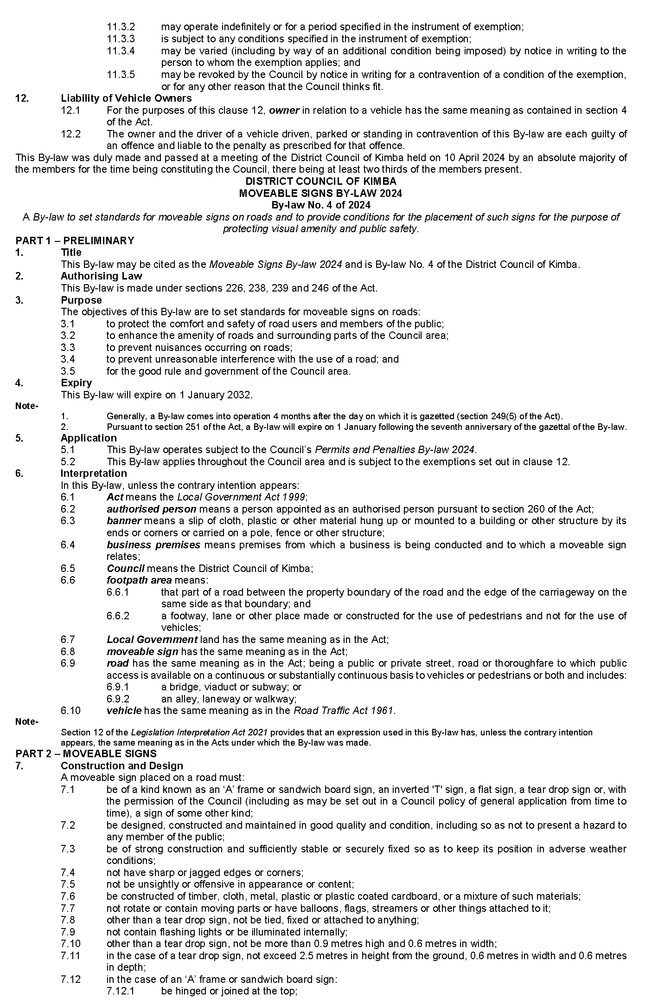 11.3.2 may operate indefinitely or for a period specified in the instrument of exemption;
11.3.3 is subject to any conditions specified in the instrument of exemption;
11.3.4 may be varied (including by way of an additional condition being imposed) by notice in writing to the
person to whom the exemption applies; and
11.3.5 may be revoked by the Council by notice in writing for a contravention of a condition of the exemption,
or for any other reason that the Council thinks fit.
12. Liability of Vehicle Owners
12.1 For the purposes of this clause 12, owner in relation to a vehicle has the same meaning as contained in section 4
of the Act.
12.2 The owner and the driver of a vehicle driven, parked or standing in contravention of this By-law are each guilty of
an offence and liable to the penalty as prescribed for that offence.
This By-law was duly made and passed at a meeting of the District Council of Kimba held on 10 April 2024 by an absolute majority of
the members for the time being constituting the Council, there being at least two thirds of the members present.
DISTRICT COUNCIL OF KIMBA
MOVEABLE SIGNS BY-LAW 2024
By-law No. 4 of 2024
A By-law to set standards for moveable signs on roads and to provide conditions for the placement of such signs for the purpose of
protecting visual amenity and public safety.
PART 1 – PRELIMINARY
1. Title
This By-law may be cited as the Moveable Signs By-law 2024 and is By-law No. 4 of the District Council of Kimba.
2. Authorising Law
This By-law is made under sections 226, 238, 239 and 246 of the Act.
3. Purpose
The objectives of this By-law are to set standards for moveable signs on roads:
3.1 to protect the comfort and safety of road users and members of the public;
3.2 to enhance the amenity of roads and surrounding parts of the Council area;
3.3 to prevent nuisances occurring on roads;
3.4 to prevent unreasonable interference with the use of a road; and
3.5 for the good rule and government of the Council area.
4. Expiry
This By-law will expire on 1 January 2032.
Note-
1. Generally, a By-law comes into operation 4 months after the day on which it is gazetted (section 249(5) of the Act).
2. Pursuant to section 251 of the Act, a By-law will expire on 1 January following the seventh anniversary of the gazettal of the By-law.
5. Application
5.1 This By-law operates subject to the Council’s Permits and Penalties By-law 2024.
5.2 This By-law applies throughout the Council area and is subject to the exemptions set out in clause 12.
6. Interpretation
In this By-law, unless the contrary intention appears:
6.1 Act means the Local Government Act 1999;
6.2 authorised person means a person appointed as an authorised person pursuant to section 260 of the Act;
6.3 banner means a slip of cloth, plastic or other material hung up or mounted to a building or other structure by its
ends or corners or carried on a pole, fence or other structure;
6.4 business premises means premises from which a business is being conducted and to which a moveable sign
relates;
6.5 Council means the District Council of Kimba;
6.6 footpath area means:
6.6.1 that part of a road between the property boundary of the road and the edge of the carriageway on the
same side as that boundary; and
6.6.2 a footway, lane or other place made or constructed for the use of pedestrians and not for the use of
vehicles;
6.7 Local Government land has the same meaning as in the Act;
6.8 moveable sign has the same meaning as in the Act;
6.9 road has the same meaning as in the Act; being a public or private street, road or thoroughfare to which public
access is available on a continuous or substantially continuous basis to vehicles or pedestrians or both and includes:
6.9.1 a bridge, viaduct or subway; or
6.9.2 an alley, laneway or walkway;
6.10 vehicle has the same meaning as in the Road Traffic Act 1961.
Note-
Section 12 of the Legislation Interpretation Act 2021 provides that an expression used in this By-law has, unless the contrary intention
appears, the same meaning as in the Acts under which the By-law was made.
PART 2 – MOVEABLE SIGNS
7. Construction and Design
A moveable sign placed on a road must:
7.1 be of a kind known as an ‘A’ frame or sandwich board sign, an inverted 'T' sign, a flat sign, a tear drop sign or, with
the permission of the Council (including as may be set out in a Council policy of general application from time to
time), a sign of some other kind;
7.2 be designed, constructed and maintained in good quality and condition, including so as not to present a hazard to
any member of the public;
7.3 be of strong construction and sufficiently stable or securely fixed so as to keep its position in adverse weather
conditions;
7.4 not have sharp or jagged edges or corners;
7.5 not be unsightly or offensive in appearance or content;
7.6 be constructed of timber, cloth, metal, plastic or plastic coated cardboard, or a mixture of such materials;
7.7 not rotate or contain moving parts or have balloons, flags, streamers or other things attached to it;
7.8 other than a tear drop sign, not be tied, fixed or attached to anything;
7.9 not contain flashing lights or be illuminated internally;
7.10 other than a tear drop sign, not be more than 0.9 metres high and 0.6 metres in width;
7.11 in the case of a tear drop sign, not exceed 2.5 metres in height from the ground, 0.6 metres in width and 0.6 metres
in depth;
7.12 in the case of an ‘A’ frame or sandwich board sign:
7.12.1 be hinged or joined at the top;